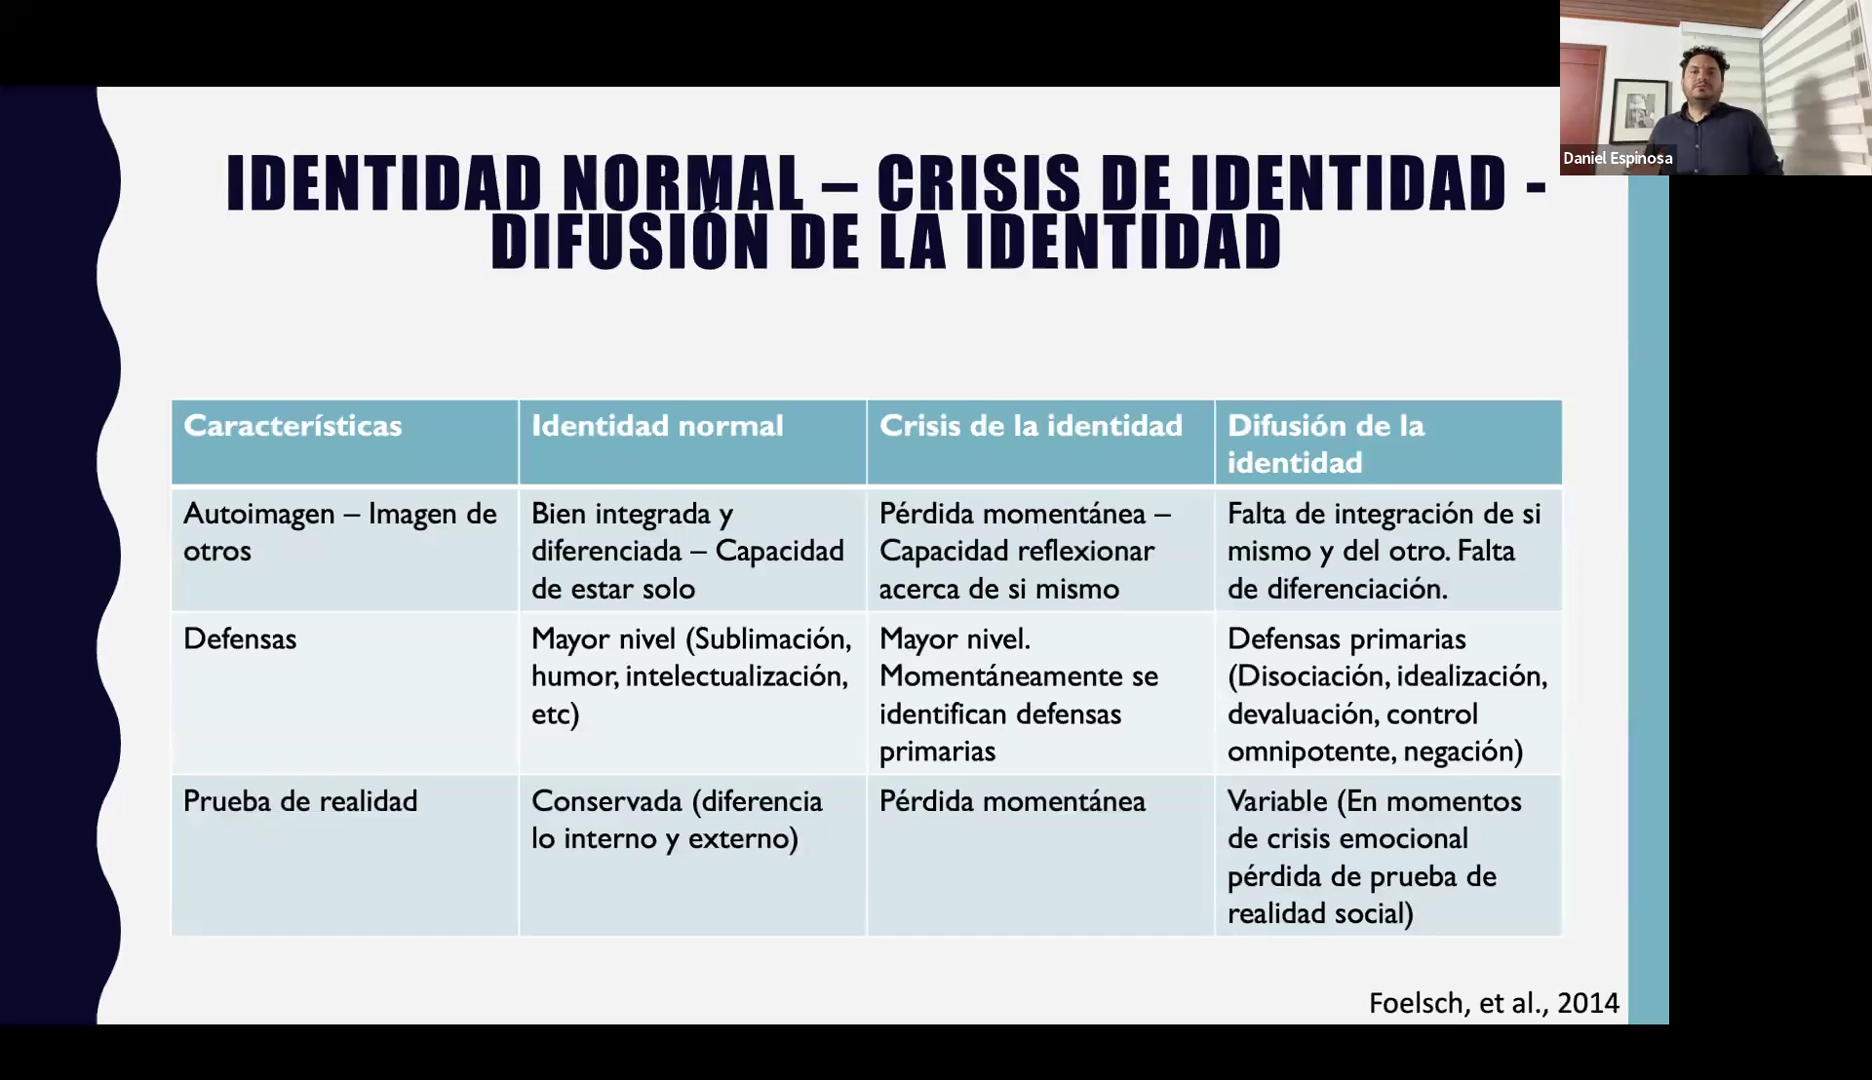 Daniel Espinosa
IDENTIDAD NORMAL – CRISIS DE IDENTIDAD -
DIFUSIÓN DE LA IDENTIDAD
Características
Identidad normal
Crisis de la identidad
Difusión de la
identidad
Autoimagen – Imagen de
otros
Bien integrada y
diferenciada – Capacidad
de estar solo
Pérdida momentánea –
Capacidad reflexionar
acerca de si mismo
Falta de integración de si
mismo y del otro. Falta
de diferenciación.
Defensas
Mayor nivel (Sublimación,
humor, intelectualización,
etc)
Mayor nivel.
Momentáneamente se
identifican defensas
primarias
Defensas primarias
(Disociación, idealización,
devaluación, control
omnipotente, negación)
Prueba de realidad
Conservada (diferencia
lo interno y externo)
Pérdida momentánea
Variable (En momentos
de crisis emocional
pérdida de prueba de
realidad social)
Foelsch, et al., 2014